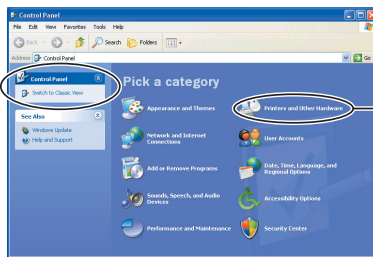 Control Panel
File Edit View Favorites Tools Help
Back Search Folders
Address Control Panel Go
Control Panel
Switch to Classic View
See Also
Windows Update
Help and Support
Pick a category
Appearance and Themes
Printers and Other Hardware
Network and Internet
Connections
User Accounts
Add or Remove Programs
Date, Time, Language, and
Regional Options
Sounds, Speech, and Audio
Devices
Accessibility Options
Performance and Maintenance
Security Center